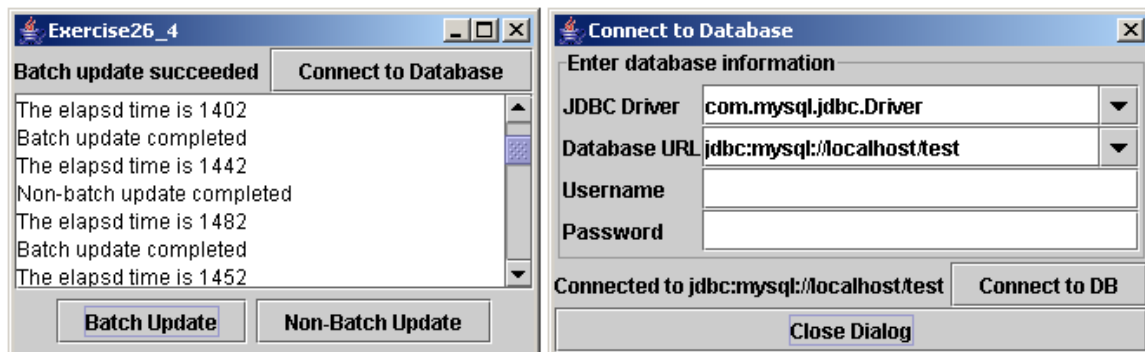 Exercise26_4
Batch update succeeded
Connect to Database
The elapsd time is 1402
Batch update completed
The elapsd time is 1442
Non-batch update completed
The elapsd time is 1482
Batch update completed
The elapsd time is 1452
Batch Update
Non-Batch Update
Connect to Database
Enter database information
JDBC Driver com.mysql.jdbc.Driver
Database URL jdbc:mysql://localhost/test
Username
Password
Connected to jdbc:mysql://localhost/test
Connect to DB
Close Dialog